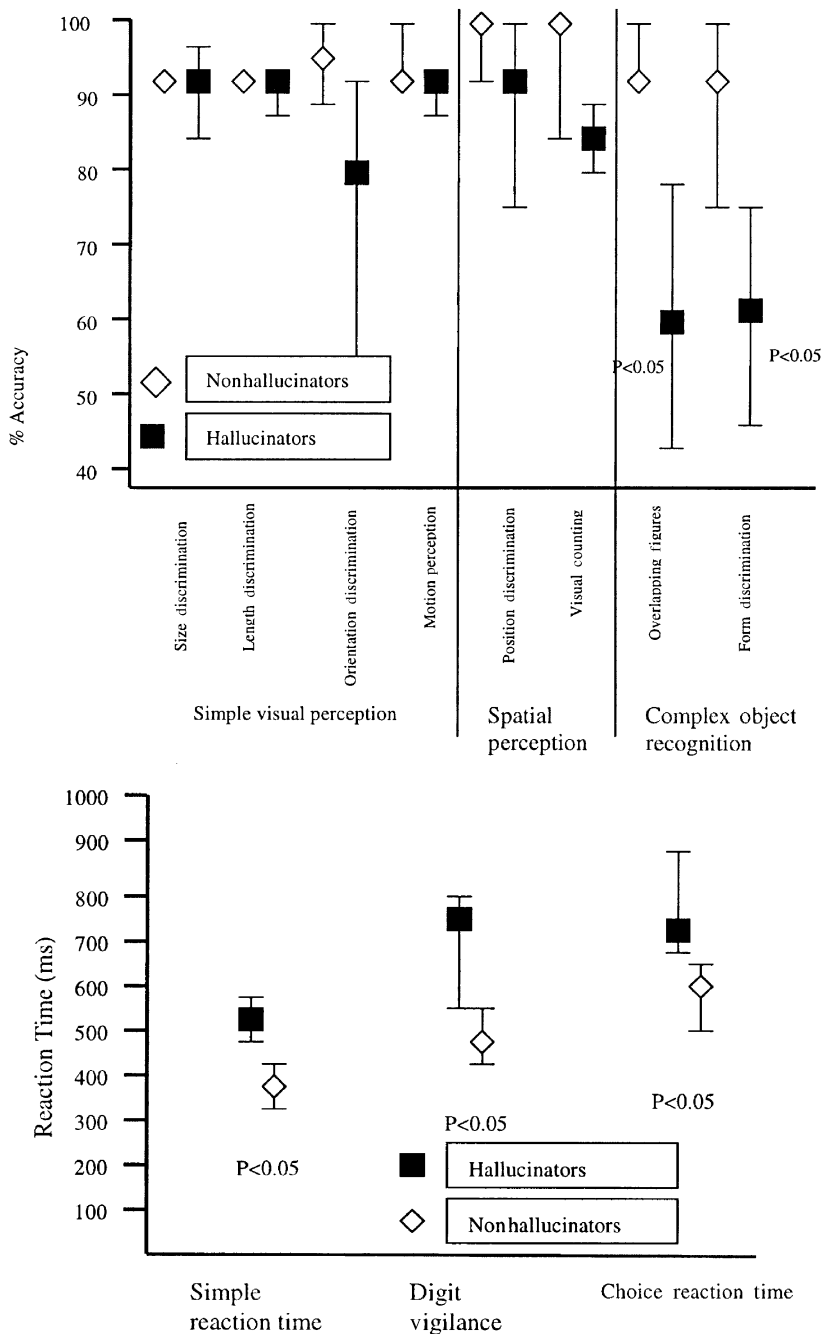 100
90
80
70
60
50
40
% Accuracy
Nonhallucinators
Hallucinators
P<0.05
P<0.05
Size discrimination
Length discrimination
Orientation discrimination
Motion perception
Position discrimination
Visual counting
Overlapping figures
Form discrimination
Simple visual perception
Spatial
perception
Complex object
recognition
1000
900
800
700
600
500
400
300
200
100
Reaction Time (ms)
P<0.05
P<0.05
P<0.05
Hallucinators
Nonhallucinators
Simple
reaction time
Digit
vigilance
Choice reaction time